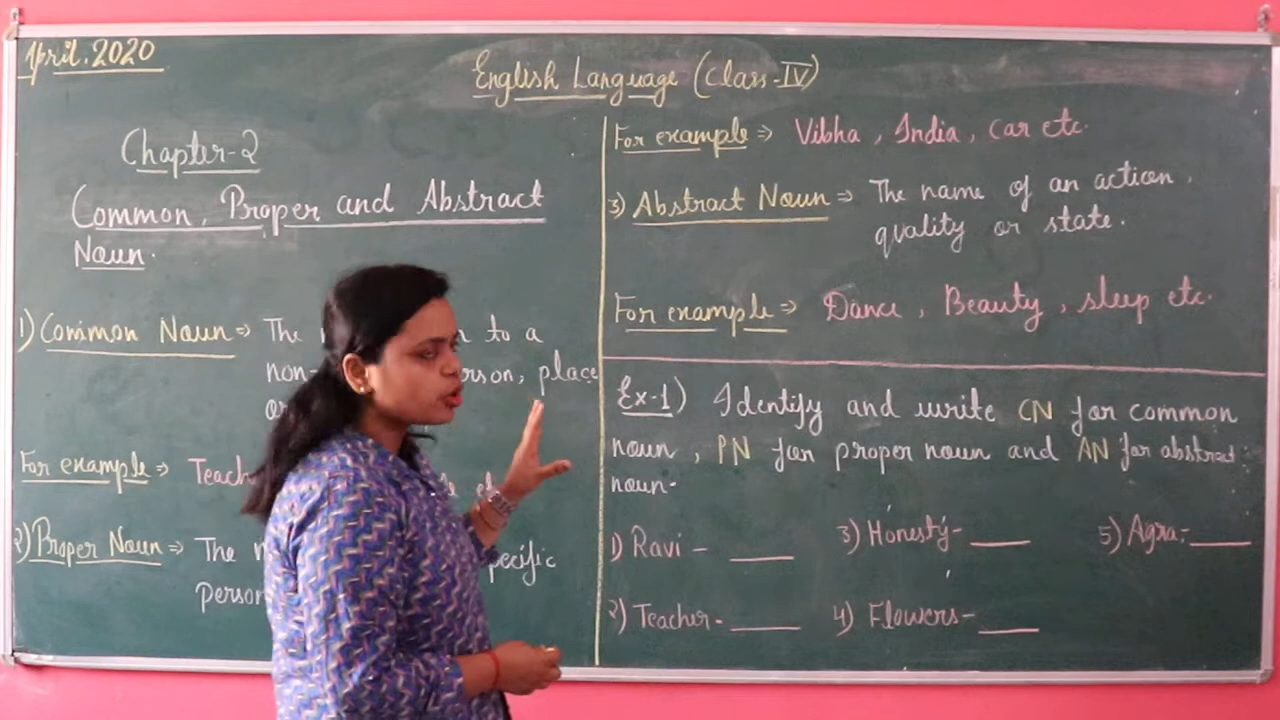 April.2020
English Language (Class-IV)
Chapter-2
Common, Proper and Abstract
Noun.
1) Common Noun ⇒ The to a
non- place
or
For example ⇒
2) Proper Noun ⇒ The
For example ⇒ Vibha, India, car etc.
3) Abstract Noun ⇒ The name of an action,
quality or state.
For example ⇒ Dance, Beauty, sleep etc.
Ex-1) Identify and write CN for common
noun, PN for proper noun and AN for abstract
noun.
1) Ravi - ____ 3) Honesty- ____ 5) Agra- ____
2) Teacher- ____ 4) Flowers- ____